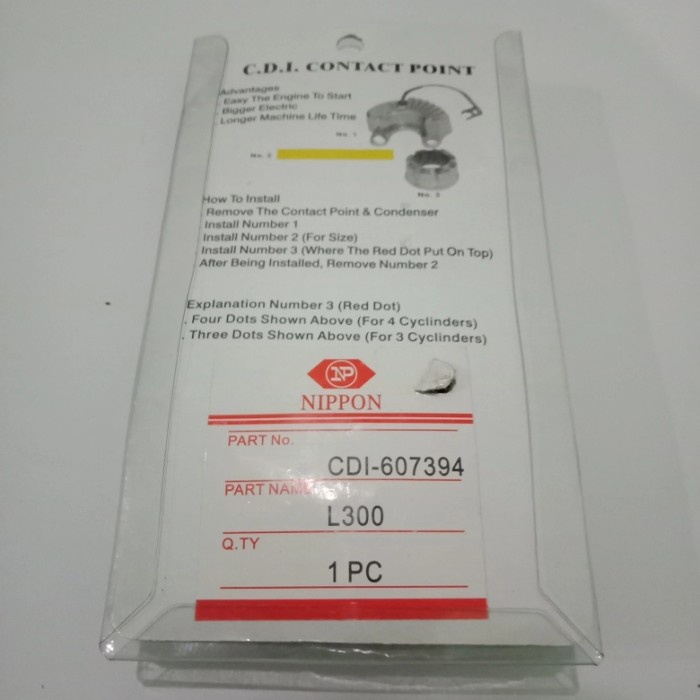 C.D.I. CONTACT POINT
Advantages
. Easy The Engine To Start
. Bigger Electric
. Longer Machine Life Time
No. 1
No. 2
No. 3
How To Install
. Remove The Contact Point & Condenser
. Install Number 1
. Install Number 2 (For Size)
. Install Number 3 (Where The Red Dot Put On Top)
. After Being Installed, Remove Number 2
Explanation Number 3 (Red Dot)
. Four Dots Shown Above (For 4 Cyclinders)
. Three Dots Shown Above (For 3 Cyclinders)
NP
NIPPON
PART No.
CDI-607394
PART NAME
L300
Q.TY
1 PC